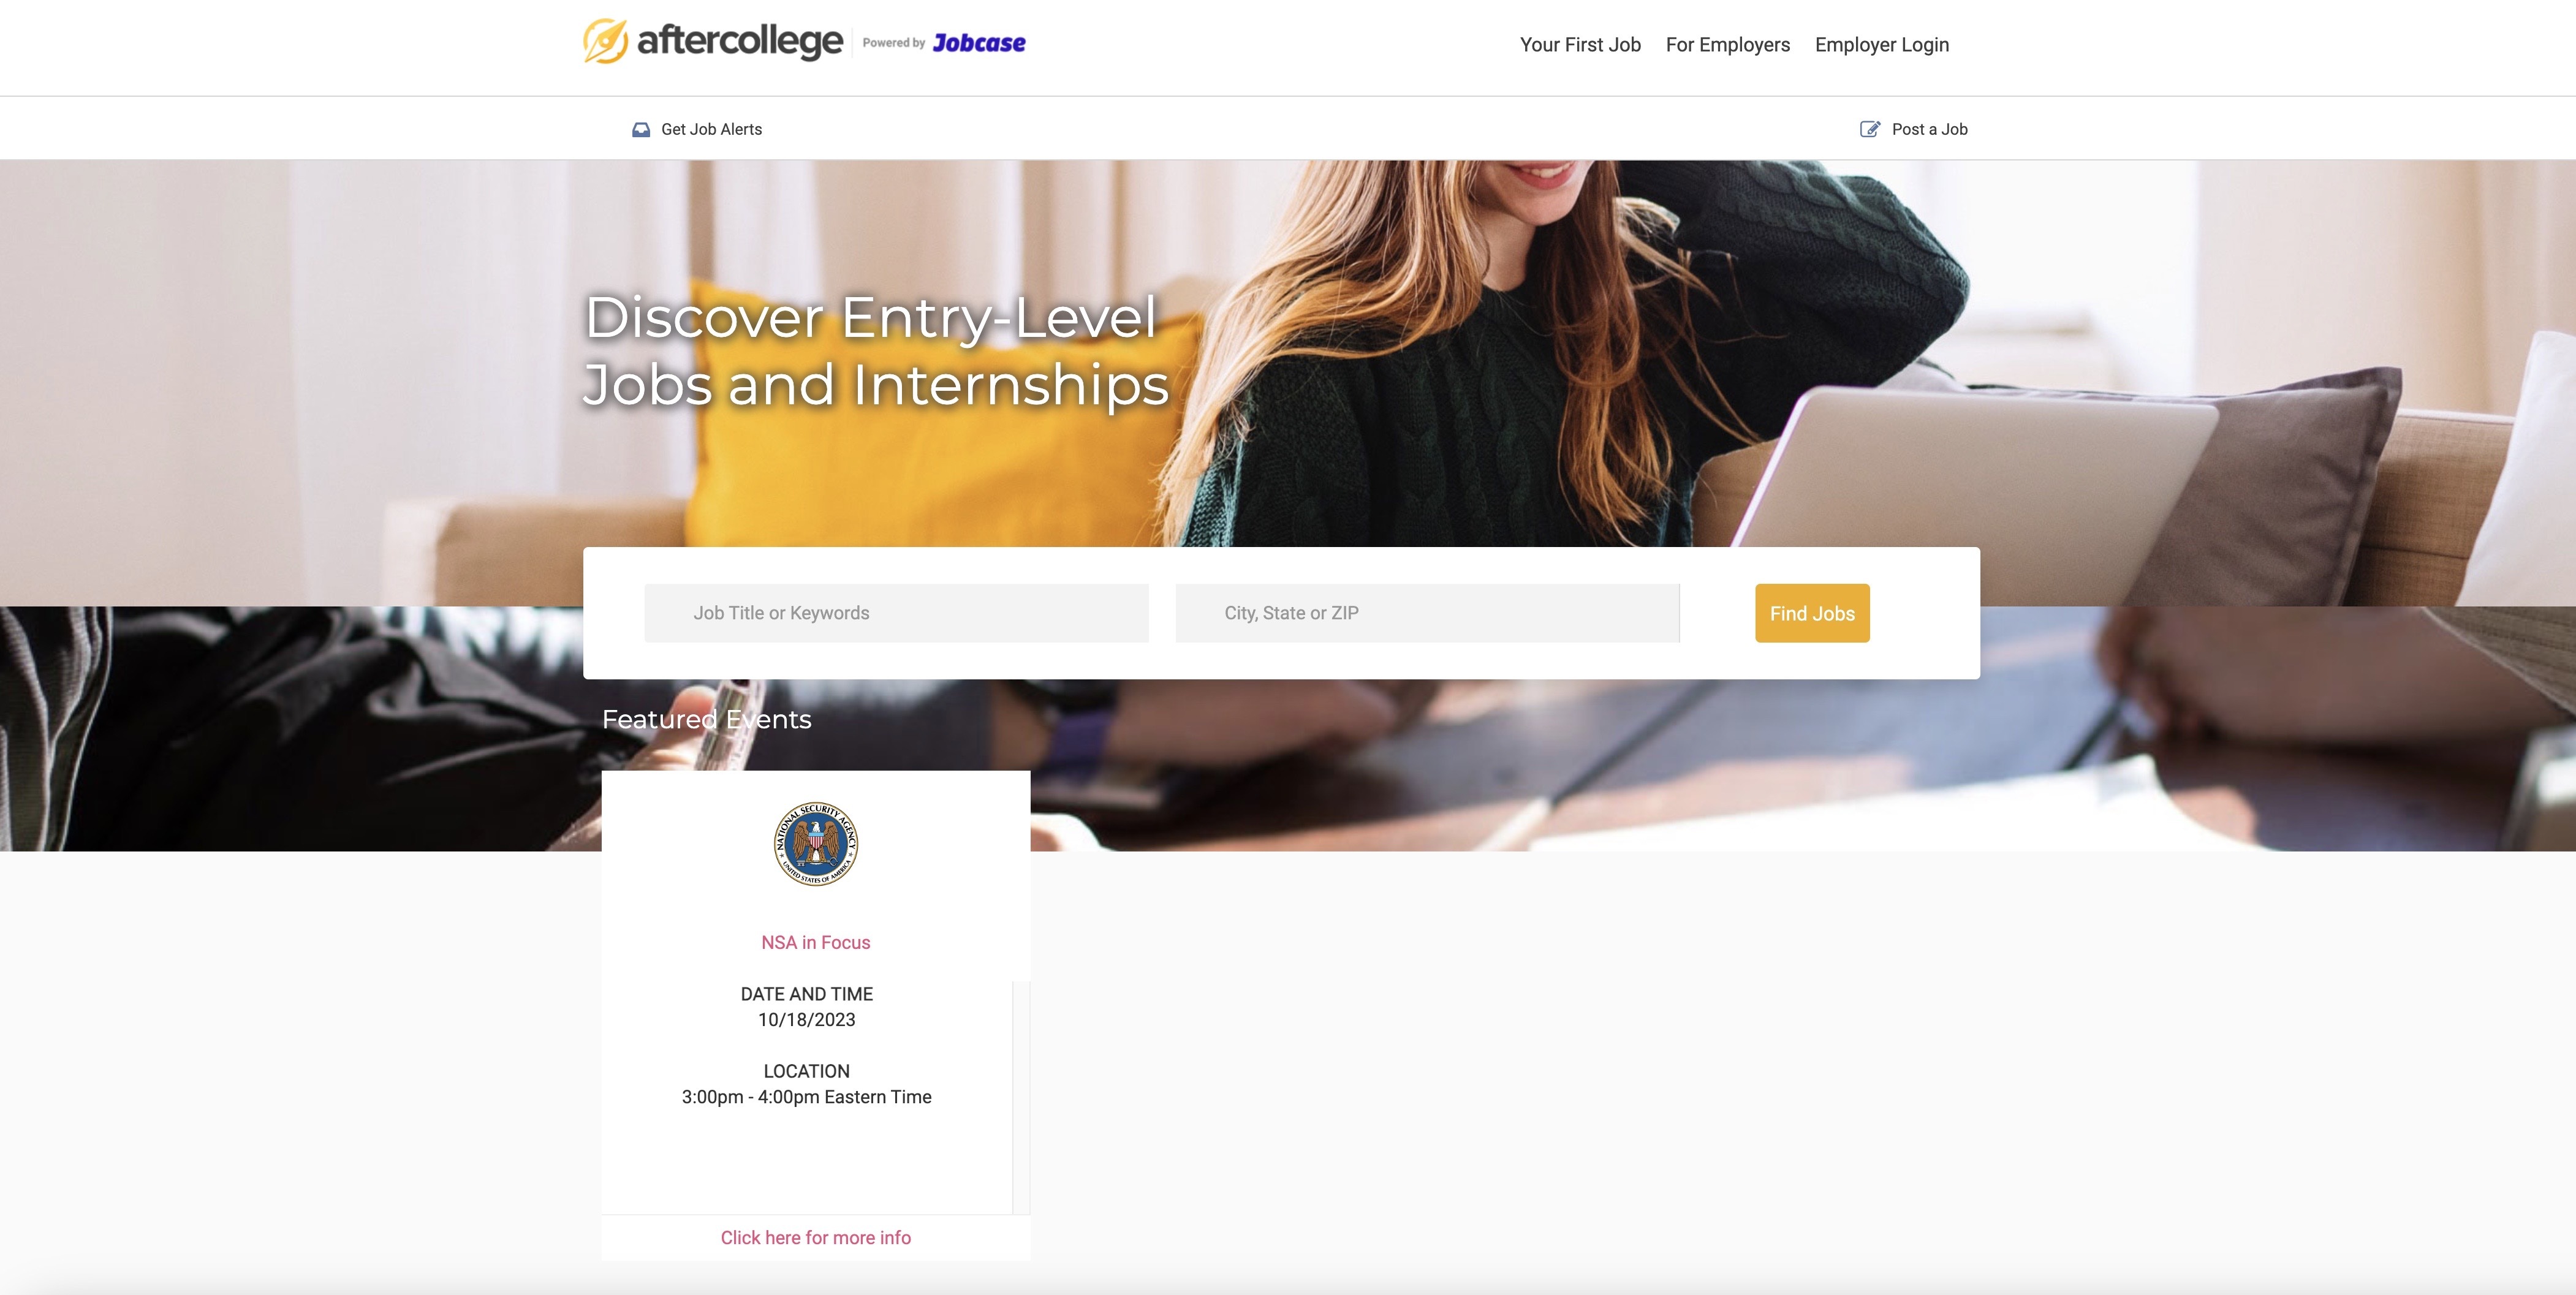 aftercollege Powered by Jobcase
Your First Job For Employers Employer Login
Get Job Alerts
Post a Job
Discover Entry-Level
Jobs and Internships
Job Title or Keywords
City, State or ZIP
Find Jobs
Featured Events
NATIONAL SECURITY AGENCY
UNITED STATES OF AMERICA
NSA in Focus
DATE AND TIME
10/18/2023
LOCATION
3:00pm - 4:00pm Eastern Time
Click here for more info